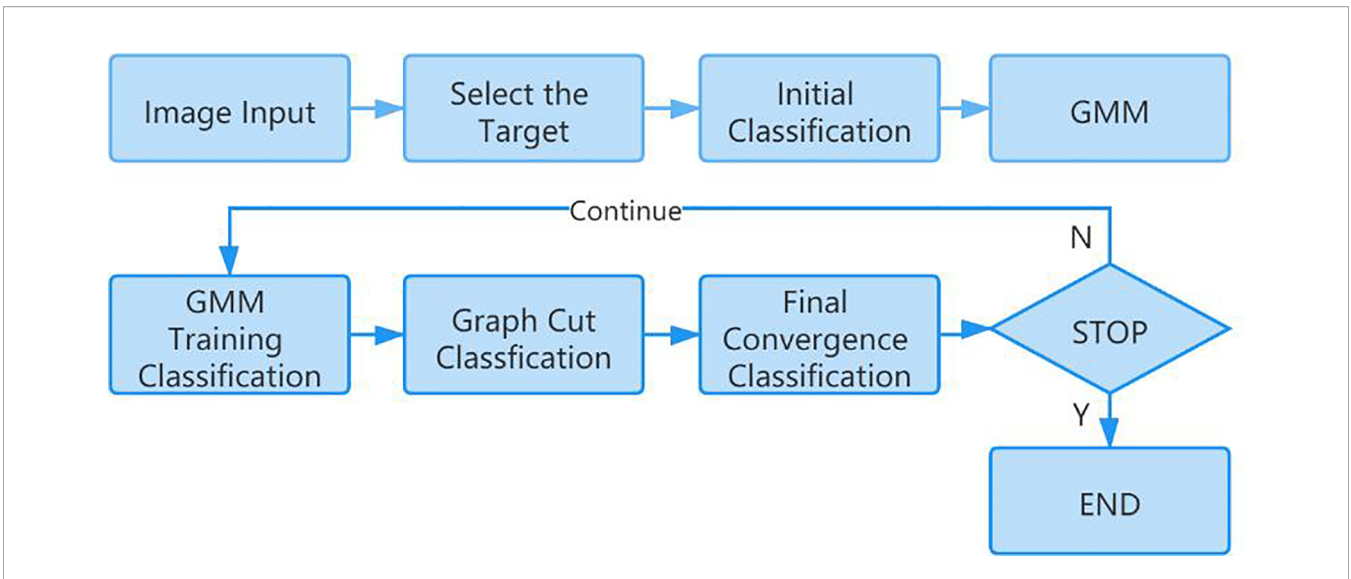 Image Input
Select the
Target
Initial
Classification
GMM
Continue
N
GMM
Training
Classification
Graph Cut
Classfication
Final
Convergence
Classification
STOP
Y
END